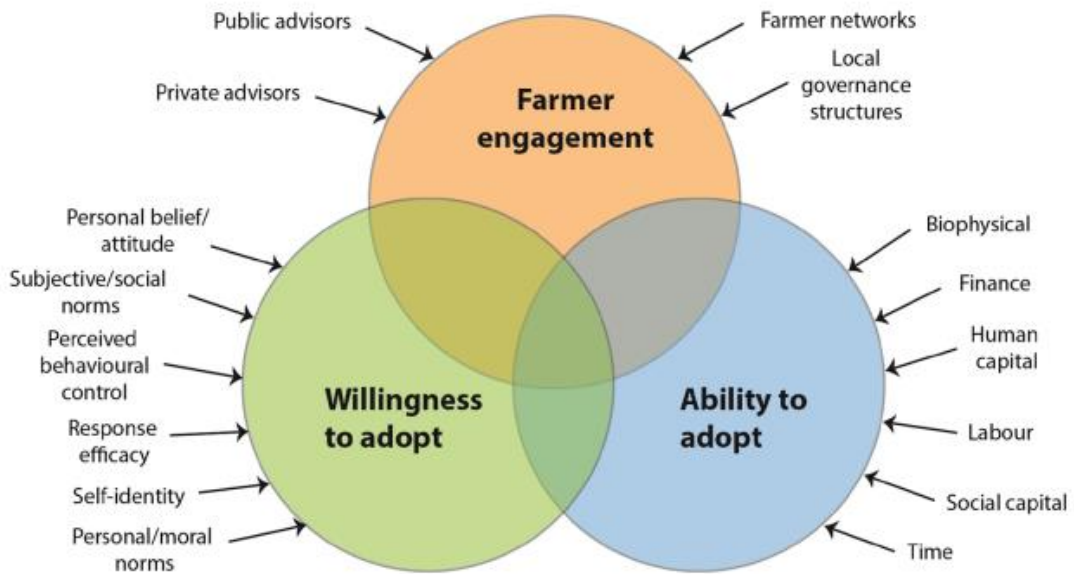 Public advisors
Private advisors
Farmer networks
Local
governance
structures
Farmer
engagement
Personal belief/
attitude
Subjective/social
norms
Perceived
behavioural
control
Response
efficacy
Self-identity
Personal/moral
norms
Willingness
to adopt
Ability to
adopt
Biophysical
Finance
Human
capital
Labour
Social capital
Time